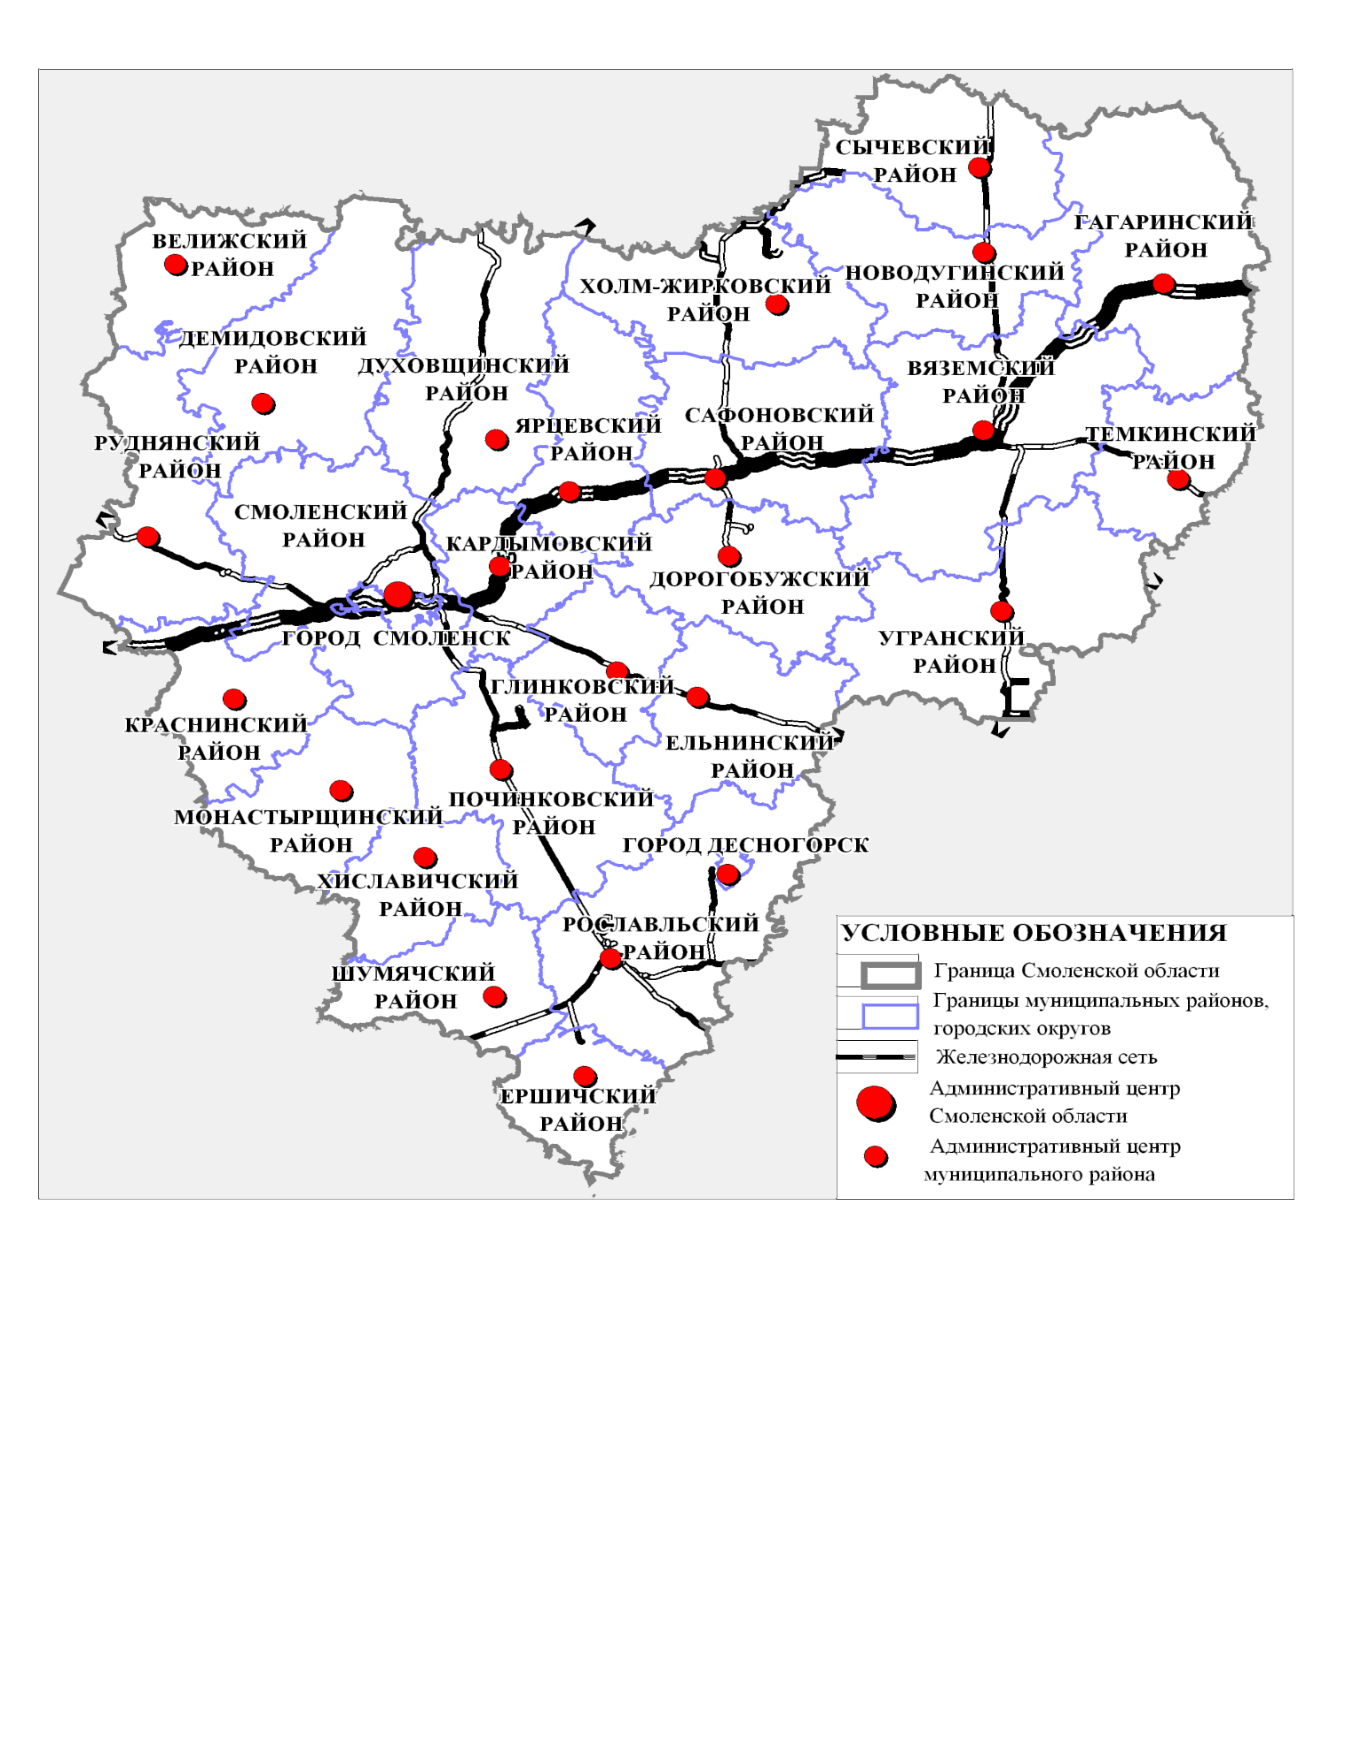 СЫЧЕВСКИЙ
РАЙОН
ГАГАРИНСКИЙ
РАЙОН
ВЕЛИЖСКИЙ
РАЙОН
НОВОДУГИНСКИЙ
РАЙОН
ХОЛМ-ЖИРКОВСКИЙ
РАЙОН
ДЕМИДОВСКИЙ
РАЙОН
ДУХОВЩИНСКИЙ
РАЙОН
ВЯЗЕМСКИЙ
РАЙОН
САФОНОВСКИЙ
РАЙОН
ЯРЦЕВСКИЙ
РАЙОН
ТЕМКИНСКИЙ
РАЙОН
РУДНЯНСКИЙ
РАЙОН
СМОЛЕНСКИЙ
РАЙОН
КАРДЫМОВСКИЙ
РАЙОН
ДОРОГОБУЖСКИЙ
РАЙОН
ГОРОД СМОЛЕНСК
УГРАНСКИЙ
РАЙОН
ГЛИНКОВСКИЙ
РАЙОН
КРАСНИНСКИЙ
РАЙОН
ЕЛЬНИНСКИЙ
РАЙОН
ПОЧИНКОВСКИЙ
РАЙОН
МОНАСТЫРЩИНСКИЙ
РАЙОН
ГОРОД ДЕСНОГОРСК
ХИСЛАВИЧСКИЙ
РАЙОН
РОСЛАВЛЬСКИЙ
РАЙОН
ШУМЯЧСКИЙ
РАЙОН
ЕРШИЧСКИЙ
РАЙОН
УСЛОВНЫЕ ОБОЗНАЧЕНИЯ
Граница Смоленской области
Границы муниципальных районов,
городских округов
Железнодорожная сеть
Административный центр
Смоленской области
Административный центр
муниципального района